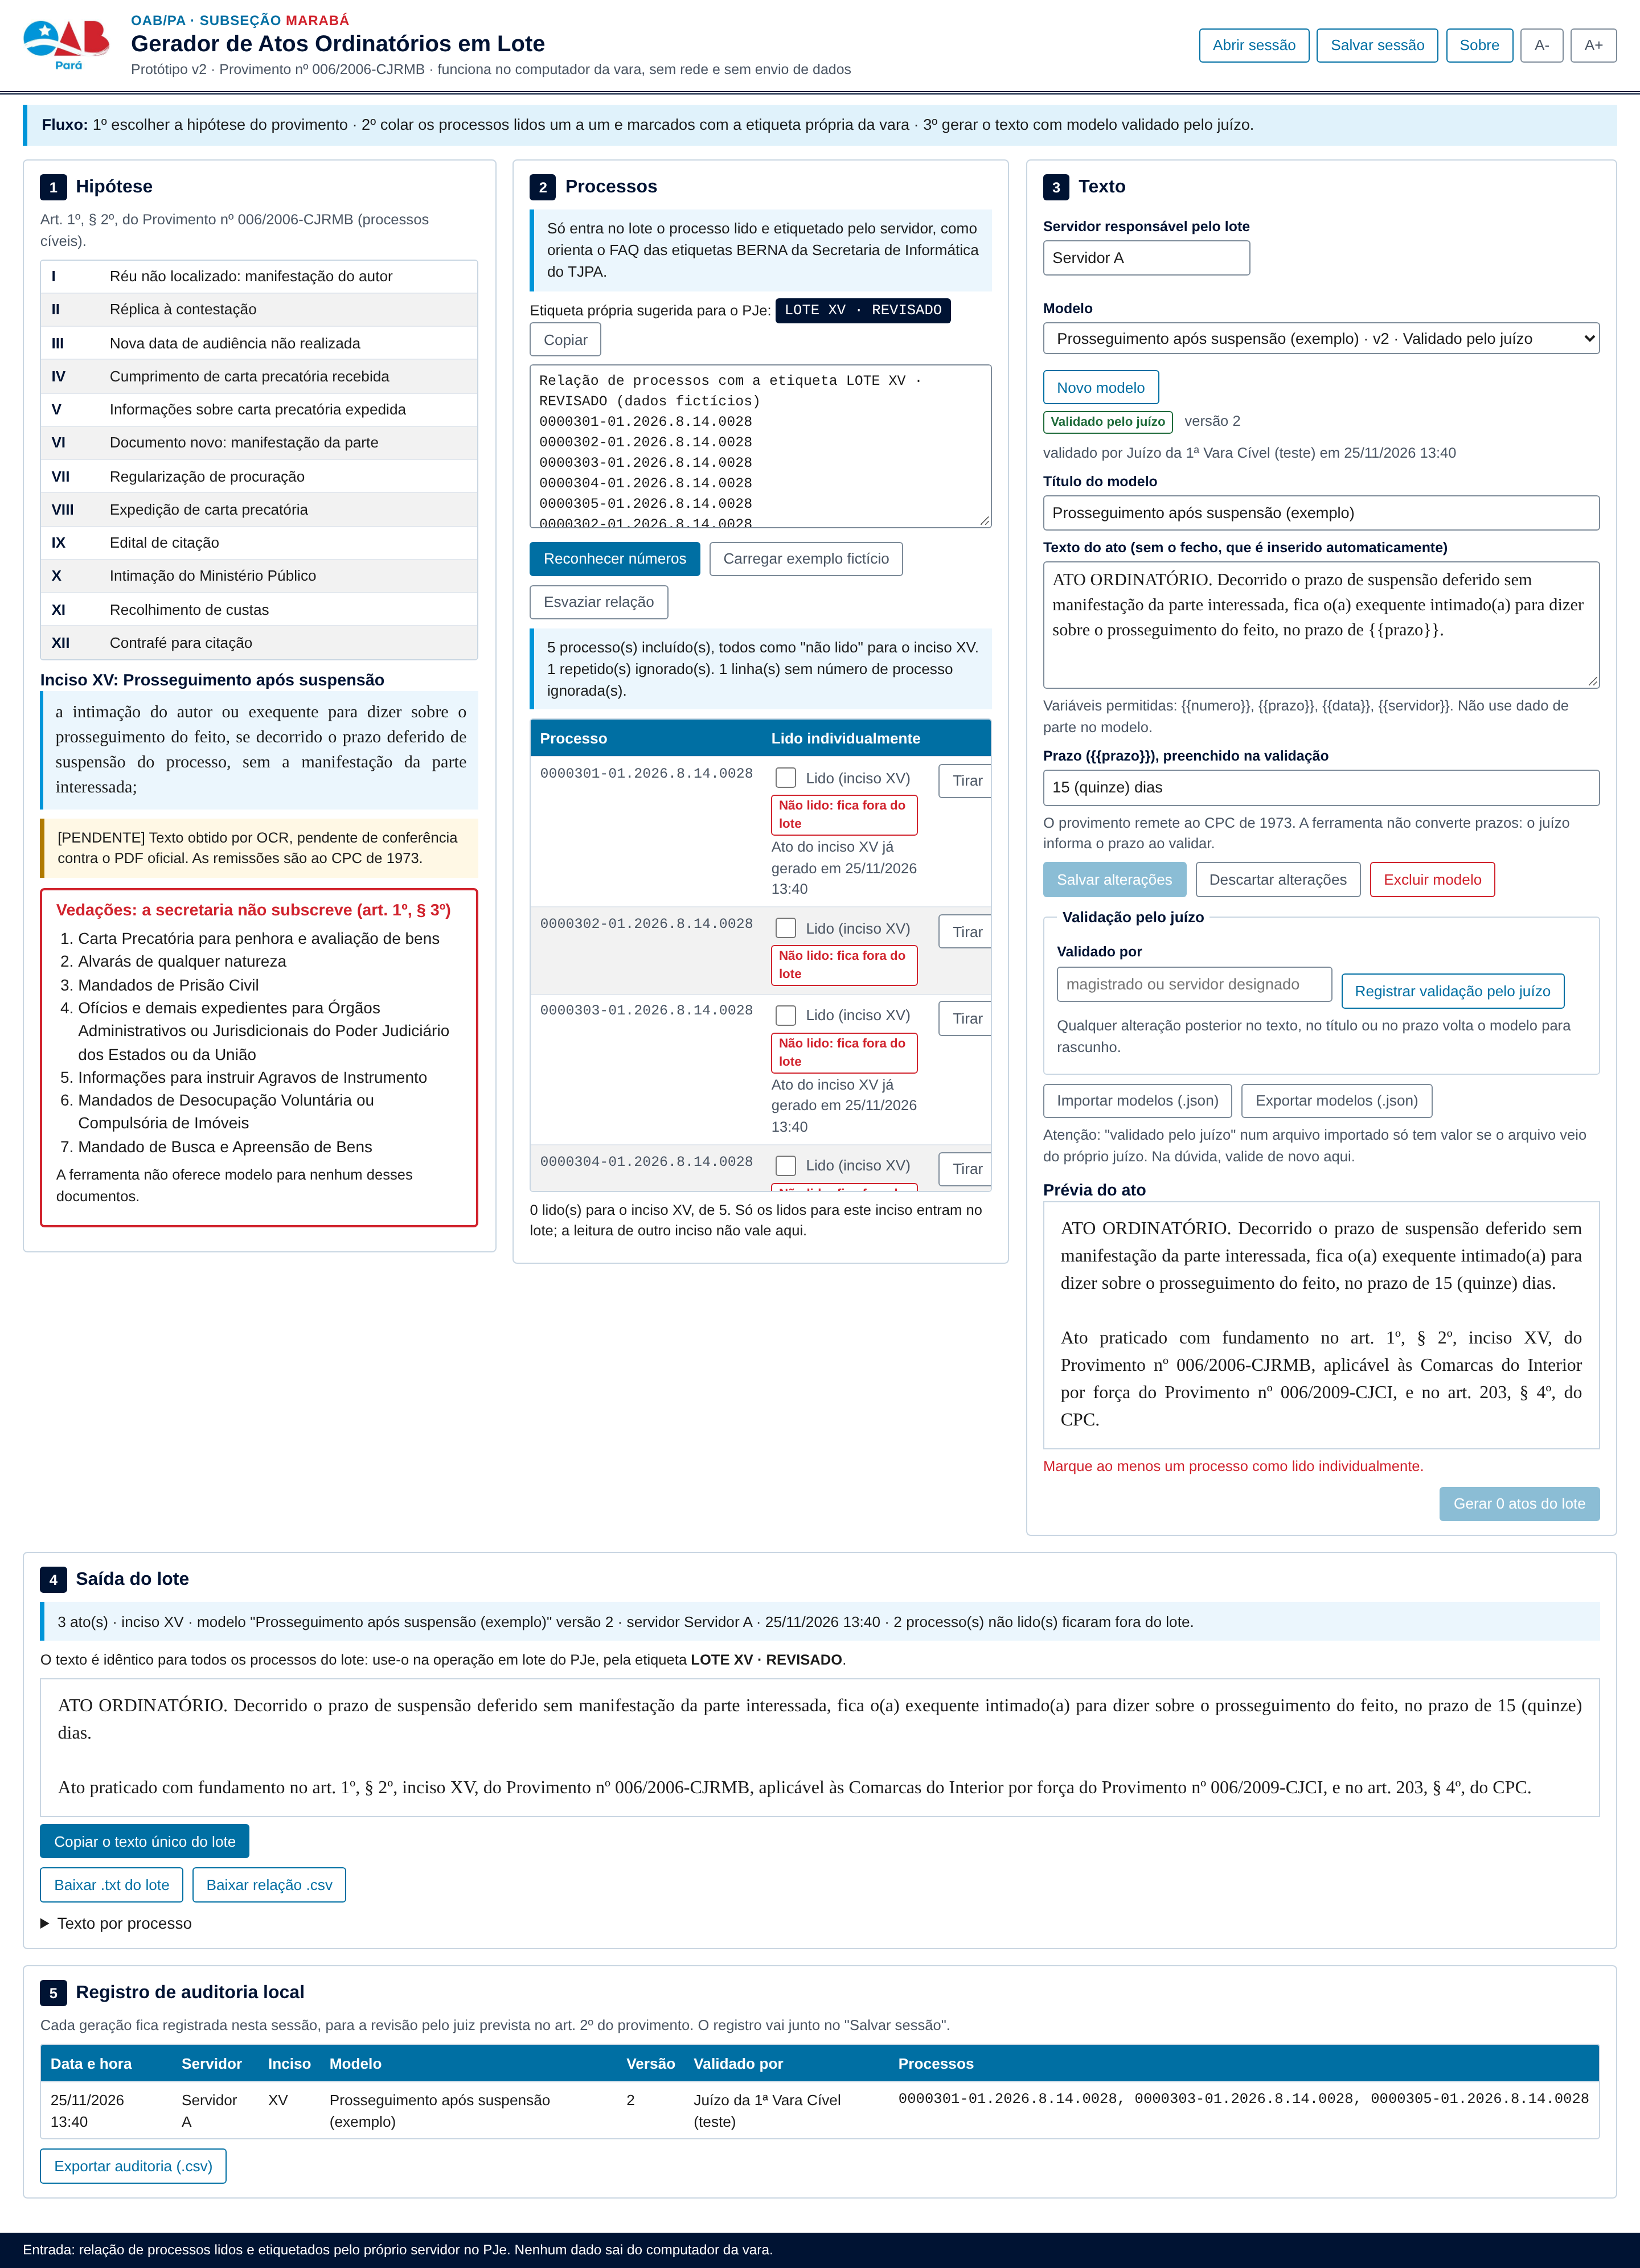 OAB
Pará
OAB/PA · SUBSEÇÃO MARABÁ
Gerador de Atos Ordinatórios em Lote
Protótipo v2 · Provimento nº 006/2006-CJRMB · funciona no computador da vara, sem rede e sem envio de dados
Abrir sessão
Salvar sessão
Sobre
A-
A+
Fluxo: 1º escolher a hipótese do provimento · 2º colar os processos lidos um a um e marcados com a etiqueta própria da vara · 3º gerar o texto com modelo validado pelo juízo.
1 Hipótese
Art. 1º, § 2º, do Provimento nº 006/2006-CJRMB (processos
cíveis).
I Réu não localizado: manifestação do autor
II Réplica à contestação
III Nova data de audiência não realizada
IV Cumprimento de carta precatória recebida
V Informações sobre carta precatória expedida
VI Documento novo: manifestação da parte
VII Regularização de procuração
VIII Expedição de carta precatória
IX Edital de citação
X Intimação do Ministério Público
XI Recolhimento de custas
XII Contrafé para citação
Inciso XV: Prosseguimento após suspensão
a intimação do autor ou exequente para dizer sobre o
prosseguimento do feito, se decorrido o prazo deferido de
suspensão do processo, sem a manifestação da parte
interessada;
[PENDENTE] Texto obtido por OCR, pendente de conferência
contra o PDF oficial. As remissões são ao CPC de 1973.
Vedações: a secretaria não subscreve (art. 1º, § 3º)
1. Carta Precatória para penhora e avaliação de bens
2. Alvarás de qualquer natureza
3. Mandados de Prisão Civil
4. Ofícios e demais expedientes para Órgãos
Administrativos ou Jurisdicionais do Poder Judiciário
dos Estados ou da União
5. Informações para instruir Agravos de Instrumento
6. Mandados de Desocupação Voluntária ou
Compulsória de Imóveis
7. Mandado de Busca e Apreensão de Bens
A ferramenta não oferece modelo para nenhum desses
documentos.
2 Processos
Só entra no lote o processo lido e etiquetado pelo servidor, como
orienta o FAQ das etiquetas BERNA da Secretaria de Informática
do TJPA.
Etiqueta própria sugerida para o PJe: LOTE XV · REVISADO
Copiar
Relação de processos com a etiqueta LOTE XV ·
REVISADO (dados fictícios)
0000301-01.2026.8.14.0028
0000302-01.2026.8.14.0028
0000303-01.2026.8.14.0028
0000304-01.2026.8.14.0028
0000305-01.2026.8.14.0028
0000302-01.2026.8.14.0028
Reconhecer números
Carregar exemplo fictício
Esvaziar relação
5 processo(s) incluído(s), todos como "não lido" para o inciso XV.
1 repetido(s) ignorado(s). 1 linha(s) sem número de processo
ignorada(s).
Processo Lido individualmente
0000301-01.2026.8.14.0028 Lido (inciso XV) Tirar
Não lido: fica fora do
lote
Ato do inciso XV já
gerado em 25/11/2026
13:40
0000302-01.2026.8.14.0028 Lido (inciso XV) Tirar
Não lido: fica fora do
lote
0000303-01.2026.8.14.0028 Lido (inciso XV) Tirar
Não lido: fica fora do
lote
Ato do inciso XV já
gerado em 25/11/2026
13:40
0000304-01.2026.8.14.0028 Lido (inciso XV) Tirar
0 lido(s) para o inciso XV, de 5. Só os lidos para este inciso entram no
lote; a leitura de outro inciso não vale aqui.
3 Texto
Servidor responsável pelo lote
Servidor A
Modelo
Prosseguimento após suspensão (exemplo) · v2 · Validado pelo juízo
Novo modelo
Validado pelo juízo versão 2
validado por Juízo da 1ª Vara Cível (teste) em 25/11/2026 13:40
Título do modelo
Prosseguimento após suspensão (exemplo)
Texto do ato (sem o fecho, que é inserido automaticamente)
ATO ORDINATÓRIO. Decorrido o prazo de suspensão deferido sem
manifestação da parte interessada, fica o(a) exequente intimado(a) para dizer
sobre o prosseguimento do feito, no prazo de {{prazo}}.
Variáveis permitidas: {{numero}}, {{prazo}}, {{data}}, {{servidor}}. Não use dado de
parte no modelo.
Prazo ({{prazo}}), preenchido na validação
15 (quinze) dias
O provimento remete ao CPC de 1973. A ferramenta não converte prazos: o juízo
informa o prazo ao validar.
Salvar alterações
Descartar alterações
Excluir modelo
Validação pelo juízo
Validado por
magistrado ou servidor designado
Registrar validação pelo juízo
Qualquer alteração posterior no texto, no título ou no prazo volta o modelo para
rascunho.
Importar modelos (.json)
Exportar modelos (.json)
Atenção: "validado pelo juízo" num arquivo importado só tem valor se o arquivo veio
do próprio juízo. Na dúvida, valide de novo aqui.
Prévia do ato
ATO ORDINATÓRIO. Decorrido o prazo de suspensão deferido sem
manifestação da parte interessada, fica o(a) exequente intimado(a) para
dizer sobre o prosseguimento do feito, no prazo de 15 (quinze) dias.
Ato praticado com fundamento no art. 1º, § 2º, inciso XV, do
Provimento nº 006/2006-CJRMB, aplicável às Comarcas do Interior
por força do Provimento nº 006/2009-CJCI, e no art. 203, § 4º, do
CPC.
Marque ao menos um processo como lido individualmente.
Gerar 0 atos do lote
4 Saída do lote
3 ato(s) · inciso XV · modelo "Prosseguimento após suspensão (exemplo)" versão 2 · servidor Servidor A · 25/11/2026 13:40 · 2 processo(s) não lido(s) ficaram fora do lote.
O texto é idêntico para todos os processos do lote: use-o na operação em lote do PJe, pela etiqueta LOTE XV · REVISADO.
ATO ORDINATÓRIO. Decorrido o prazo de suspensão deferido sem manifestação da parte interessada, fica o(a) exequente intimado(a) para dizer sobre o prosseguimento do feito, no prazo de 15 (quinze)
dias.
Ato praticado com fundamento no art. 1º, § 2º, inciso XV, do Provimento nº 006/2006-CJRMB, aplicável às Comarcas do Interior por força do Provimento nº 006/2009-CJCI, e no art. 203, § 4º, do CPC.
Copiar o texto único do lote
Baixar .txt do lote
Baixar relação .csv
Texto por processo
5 Registro de auditoria local
Cada geração fica registrada nesta sessão, para a revisão pelo juiz prevista no art. 2º do provimento. O registro vai junto no "Salvar sessão".
Data e hora Servidor Inciso Modelo Versão Validado por Processos
25/11/2026 Servidor XV Prosseguimento após suspensão 2 Juízo da 1ª Vara Cível 0000301-01.2026.8.14.0028, 0000303-01.2026.8.14.0028, 0000305-01.2026.8.14.0028
13:40 A (exemplo) (teste)
Exportar auditoria (.csv)
Entrada: relação de processos lidos e etiquetados pelo próprio servidor no PJe. Nenhum dado sai do computador da vara.